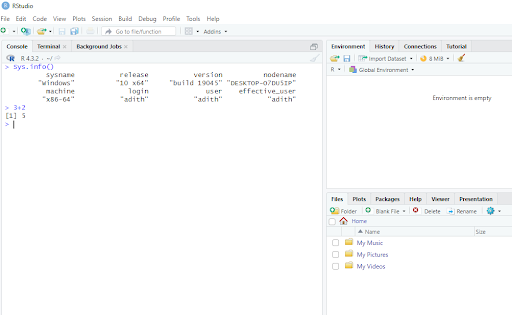 RStudio
File Edit Code View Plots Session Build Debug Profile Tools Help
Go to file/function Addins
Console Terminal Background Jobs
R 4.3.2 · ~/
> Sys.info()
sysname release version nodename
"Windows" "10 x64" "build 19045" "DESKTOP-O7DU5IP"
machine login user effective_user
"x86-64" "adith" "adith" "adith"
> 3+2
[1] 5
>
Environment History Connections Tutorial
Import Dataset 8 MiB
R Global Environment
Environment is empty
Files Plots Packages Help Viewer Presentation
Folder Blank File Delete Rename
Home
Name Size
My Music
My Pictures
My Videos